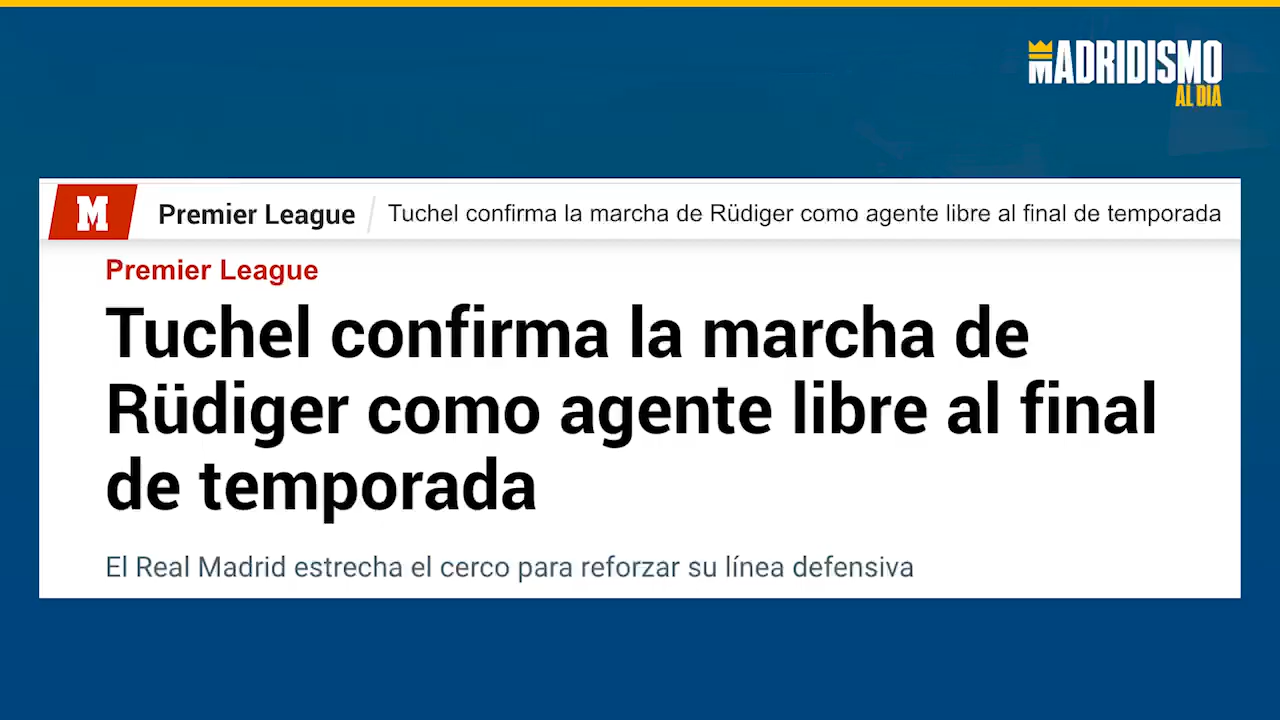 MADRIDISMO
AL DIA
M
Premier League
Tuchel confirma la marcha de Rüdiger como agente libre al final de temporada
Premier League
Tuchel confirma la marcha de
Rüdiger como agente libre al final
de temporada
El Real Madrid estrecha el cerco para reforzar su línea defensiva